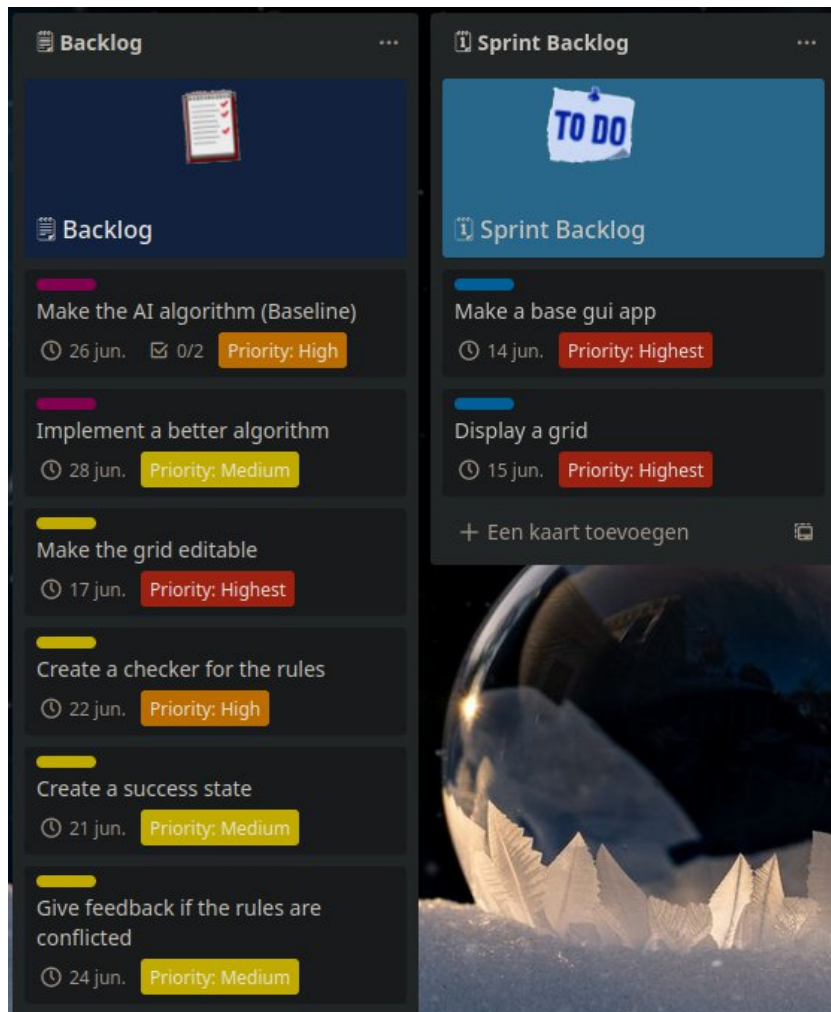 Backlog
Backlog
Make the AI algorithm (Baseline)
26 jun. 0/2 Priority: High
Implement a better algorithm
28 jun. Priority: Medium
Make the grid editable
17 jun. Priority: Highest
Create a checker for the rules
22 jun. Priority: High
Create a success state
21 jun. Priority: Medium
Give feedback if the rules are
conflicted
24 jun. Priority: Medium
Sprint Backlog
TO DO
Sprint Backlog
Make a base gui app
14 jun. Priority: Highest
Display a grid
15 jun. Priority: Highest
+ Een kaart toevoegen